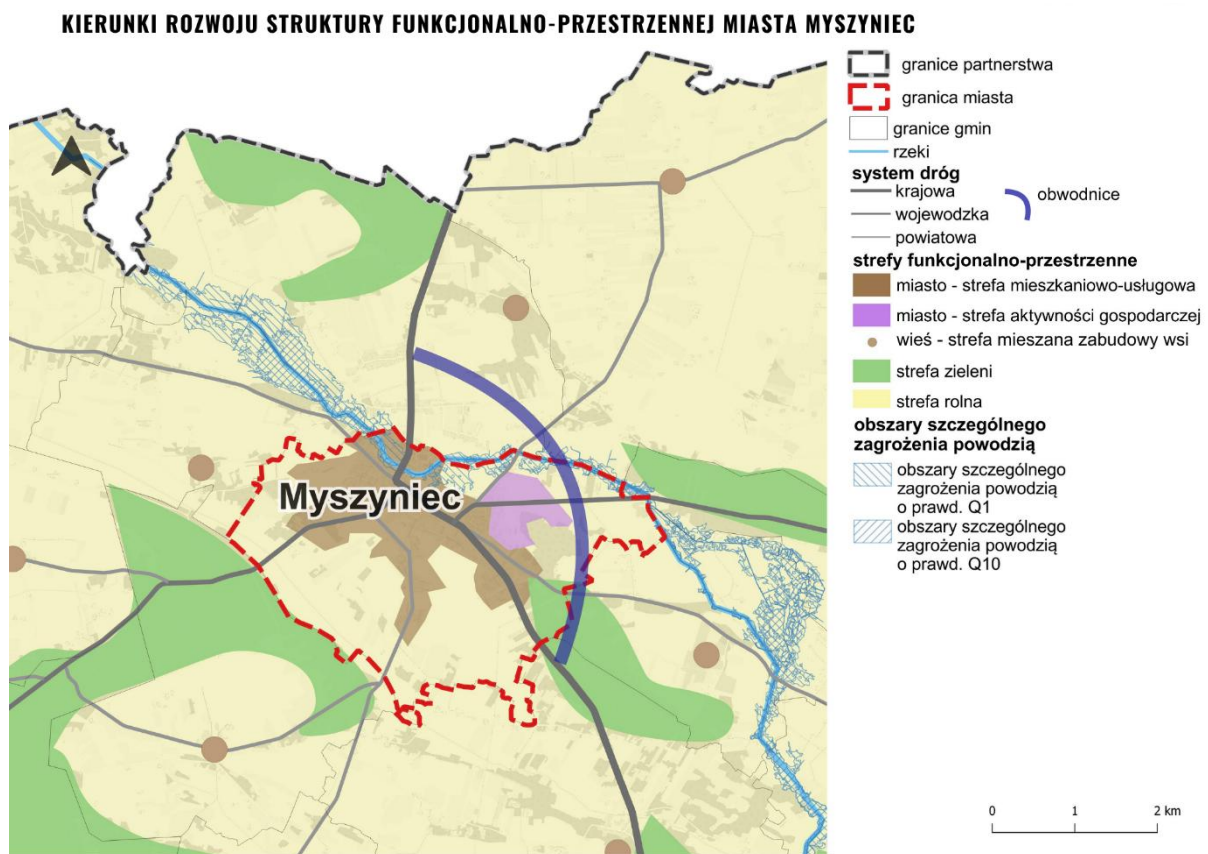 KIERUNKI ROZWOJU STRUKTURY FUNKCJONALNO-PRZESTRZENNEJ MIASTA MYSZYNIEC
granice partnerstwa
granica miasta
granice gmin
rzeki
system dróg
krajowa
obwodnice
wojewodzka
powiatowa
strefy funkcjonalno-przestrzenne
miasto - strefa mieszkaniowo-usługowa
miasto - strefa aktywności gospodarczej
wieś - strefa mieszana zabudowy wsi
strefa zieleni
strefa rolna
obszary szczególnego
zagrożenia powodzią
obszary szczególnego
zagrożenia powodzią
o prawd. Q1
obszary szczególnego
zagrożenia powodzią
o prawd. Q10
Myszyniec
0 1 2 km